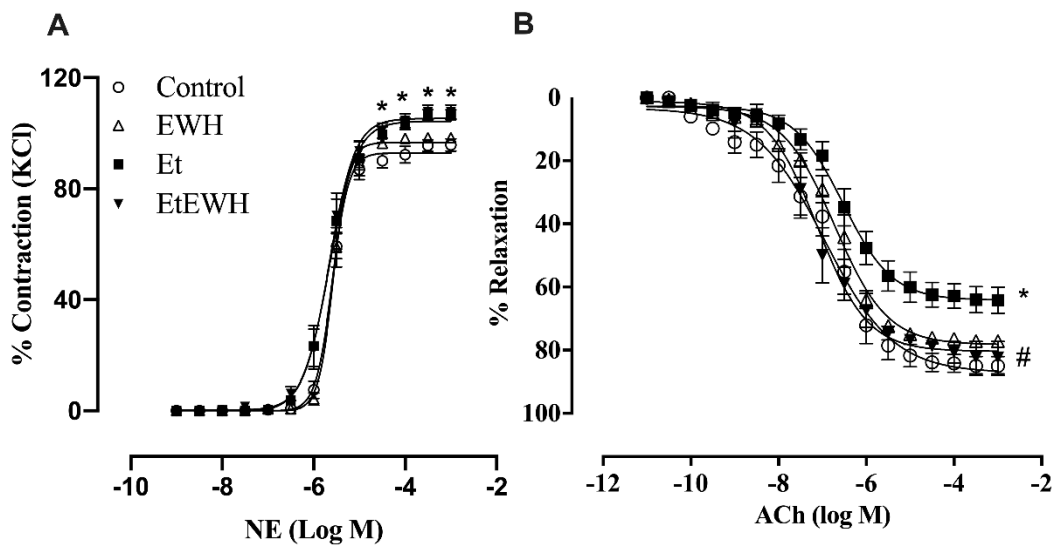 A
Control
EWH
Et
EtEWH
* * * *
120
80
40
0
% Contraction (KCl)
-10
-8
-6
-4
-2
NE (Log M)
B
0
20
40
60
80
100
% Relaxation
*
#
-12
-10
-8
-6
-4
-2
ACh (log M)